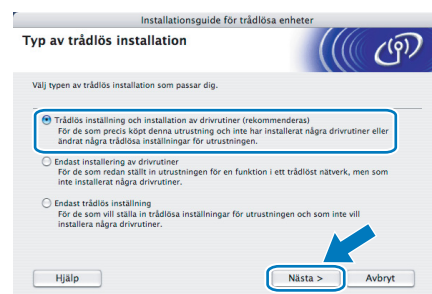 Installationsguide för trådlösa enheter
Typ av trådlös installation
Välj typen av trådlös installation som passar dig.
Trådlös inställning och installation av drivrutiner (rekommenderas)
För de som precis köpt denna utrustning och inte har installerat några drivrutiner eller
ändrat några trådlösa inställningar för utrustningen.
Endast installering av drivrutiner
För de som redan ställt in utrustningen för en funktion i ett trådlöst nätverk, men som
inte installerat några drivrutiner.
Endast trådlös inställning
För de som vill ställa in trådlösa inställningar för utrustningen och som inte vill
installera några drivrutiner.
Hjälp
Nästa >
Avbryt